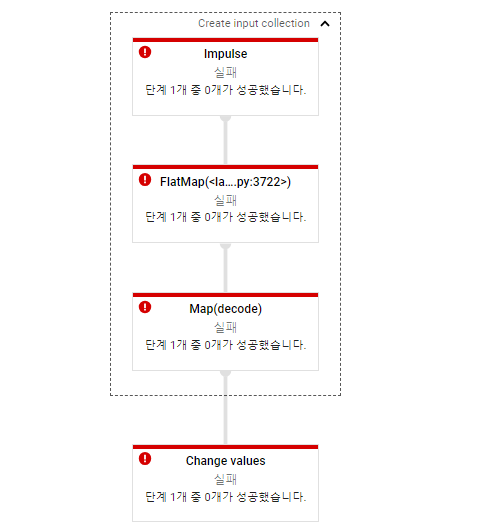 Create input collection
Impulse
실패
단계 1개 중 0개가 성공했습니다.
FlatMap(<la....py:3722>)
실패
단계 1개 중 0개가 성공했습니다.
Map(decode)
실패
단계 1개 중 0개가 성공했습니다.
Change values
실패
단계 1개 중 0개가 성공했습니다.